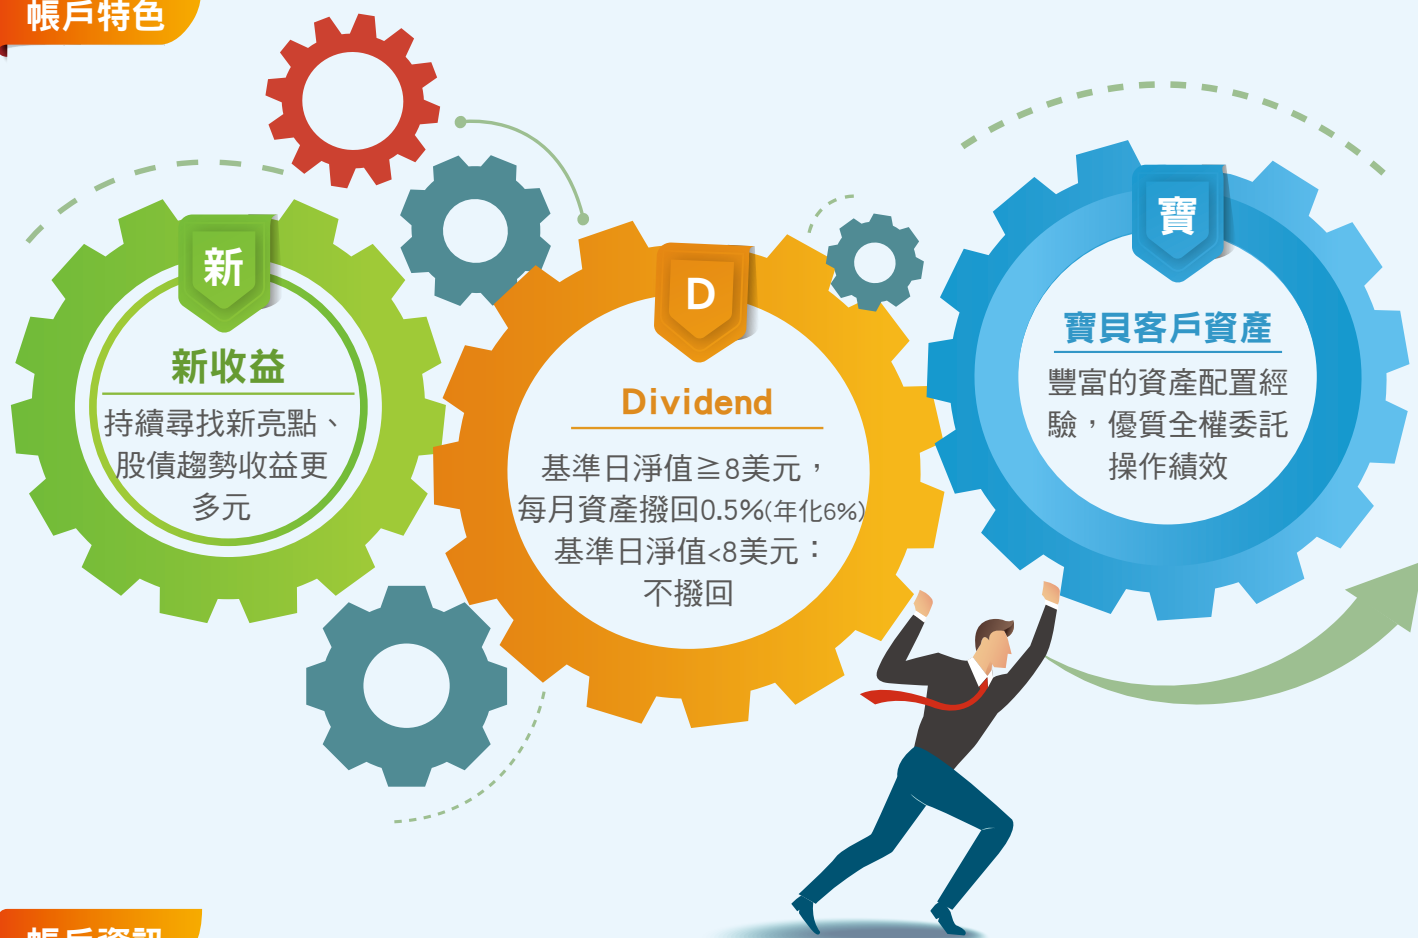 帳戶特色
新
新收益
持續尋找新亮點、
股債趨勢收益更
多元
D
Dividend
基準日淨值≧8美元，
每月資產撥回0.5%(年化6%)
基準日淨值<8美元：
不撥回
寶
寶貝客戶資產
豐富的資產配置經
驗，優質全權委託
操作績效
帳戶資訊